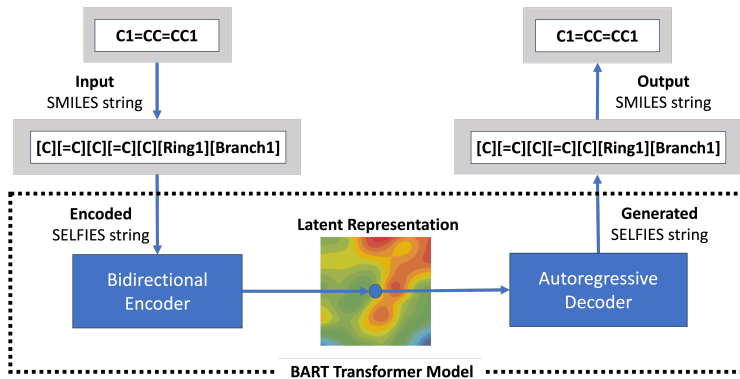 C1=CC=CC1
C1=CC=CC1
Input
SMILES string
Output
SMILES string
[C][=C][C][=C][C][Ring1][Branch1]
[C][=C][C][=C][C][Ring1][Branch1]
Encoded
SELFIES string
Latent Representation
Generated
SELFIES string
Bidirectional
Encoder
Autoregressive
Decoder
BART Transformer Model